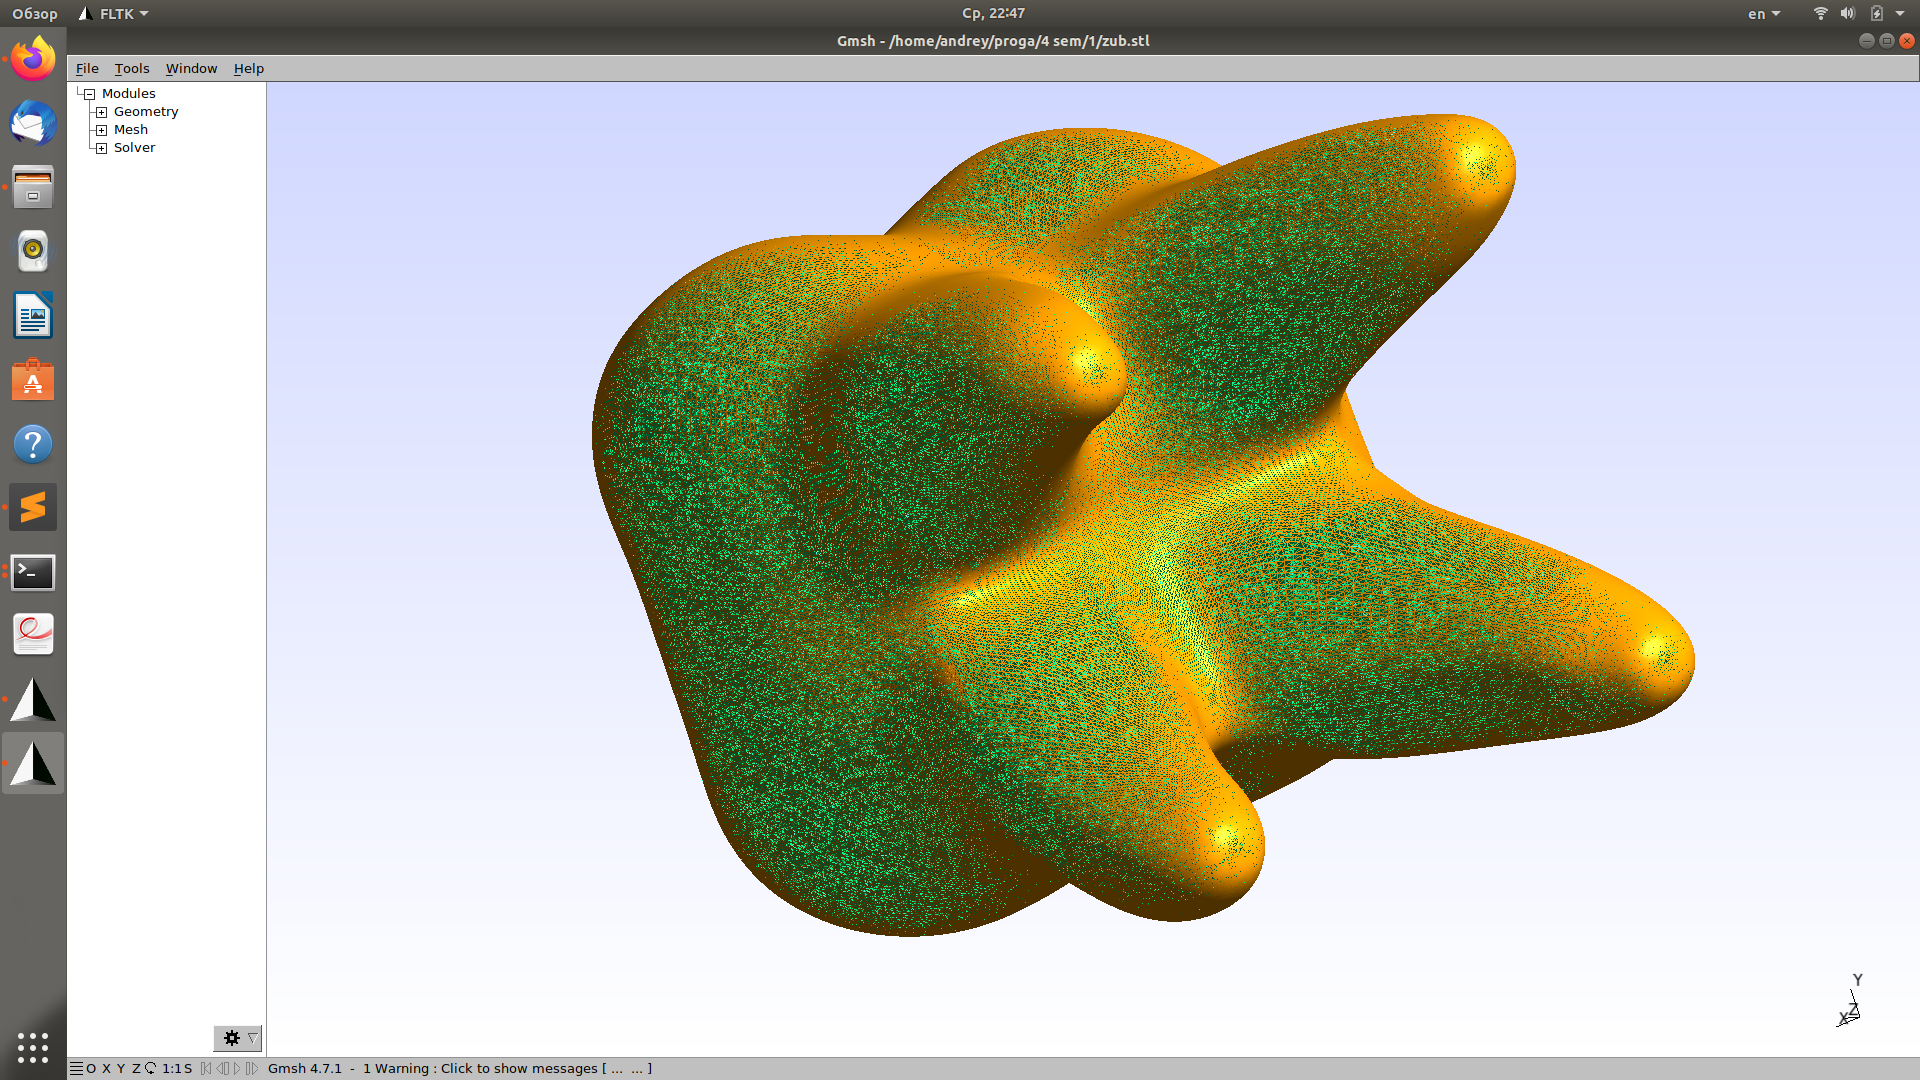 Обзор FLTK Ср, 22:47 en
Gmsh - /home/andrey/proga/4 sem/1/zub.stl
File Tools Window Help
Modules
Geometry
Mesh
Solver
Y
Z
X
O X Y Z 1:1 S Gmsh 4.7.1 - 1 Warning : Click to show messages [ ... ... ]